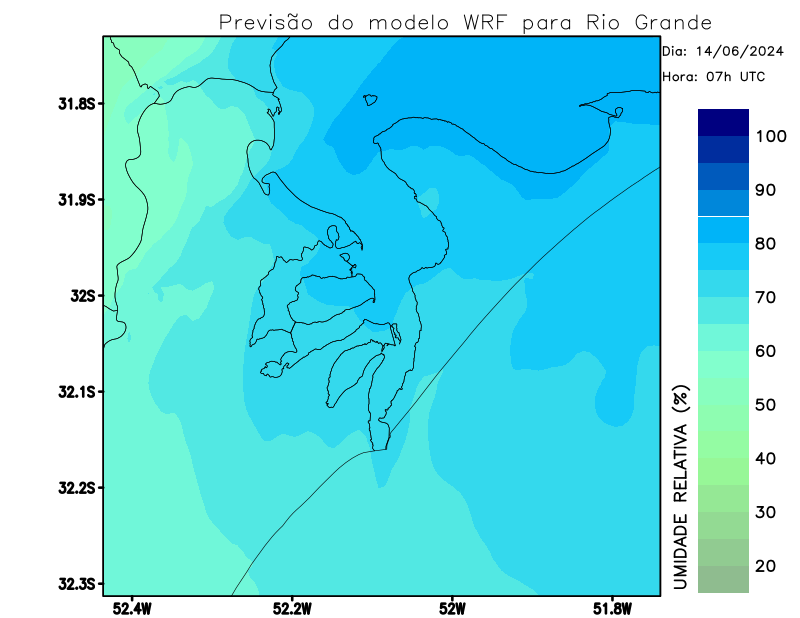 Previsão do modelo WRF para Rio Grande
Dia: 14/06/2024
Hora: 07h UTC
31.8S
31.9S
32S
32.1S
32.2S
32.3S
52.4W
52.2W
52W
51.8W
100
90
80
70
60
50
40
30
20
UMIDADE RELATIVA (%)